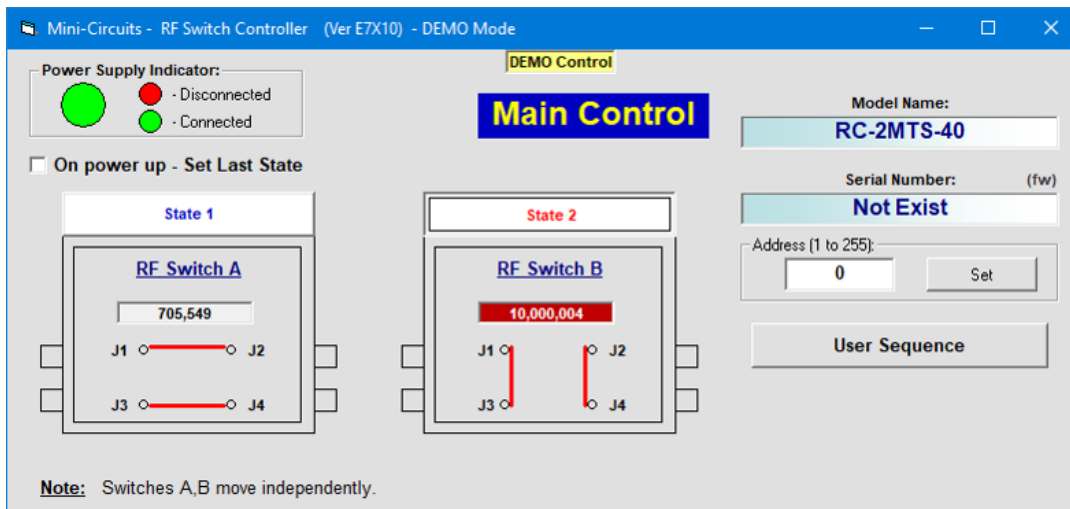 Mini-Circuits - RF Switch Controller (Ver E7X10) - DEMO Mode
Power Supply Indicator:
- Disconnected
- Connected
DEMO Control
Main Control
Model Name:
RC-2MTS-40
On power up - Set Last State
Serial Number: (fw)
Not Exist
State 1
State 2
Address (1 to 255):
0 Set
RF Switch A
RF Switch B
705,549
10,000,004
User Sequence
J1 J2
J3 J4
J1 J2
J3 J4
Note: Switches A,B move independently.